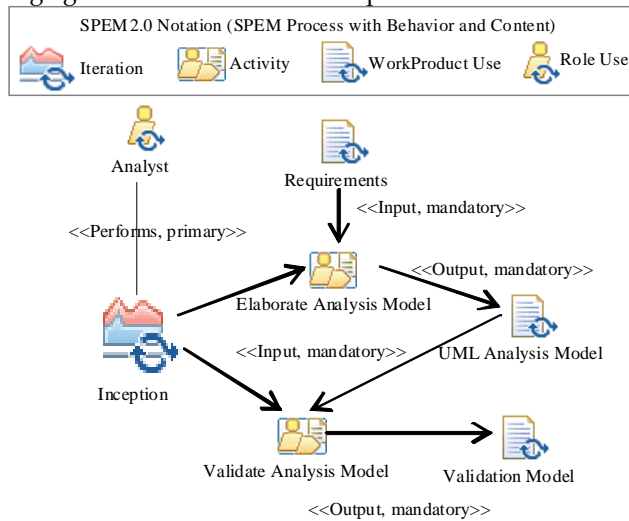 SPEM 2.0 Notation (SPEM Process with Behavior and Content)
Iteration
Activity
WorkProduct Use
Role Use
Analyst
Requirements
<<Input, mandatory>>
<<Performs, primary>>
<<Output, mandatory>>
Elaborate Analysis Model
<<Input, mandatory>>
UML Analysis Model
Inception
Validate Analysis Model
Validation Model
<<Output, mandatory>>